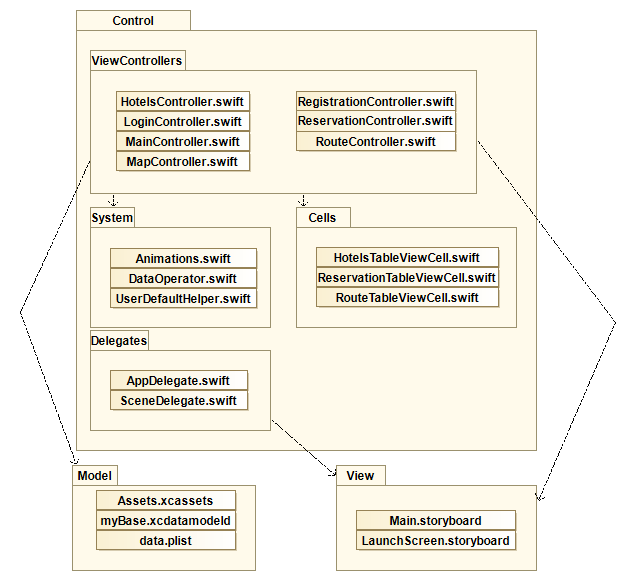 Control
ViewControllers
HotelsController.swift
LoginController.swift
MainController.swift
MapController.swift
RegistrationController.swift
ReservationController.swift
RouteController.swift
System
Animations.swift
DataOperator.swift
UserDefaultHelper.swift
Cells
HotelsTableViewCell.swift
ReservationTableViewCell.swift
RouteTableViewCell.swift
Delegates
AppDelegate.swift
SceneDelegate.swift
Model
Assets.xcassets
myBase.xcdatamodeld
data.plist
View
Main.storyboard
LaunchScreen.storyboard